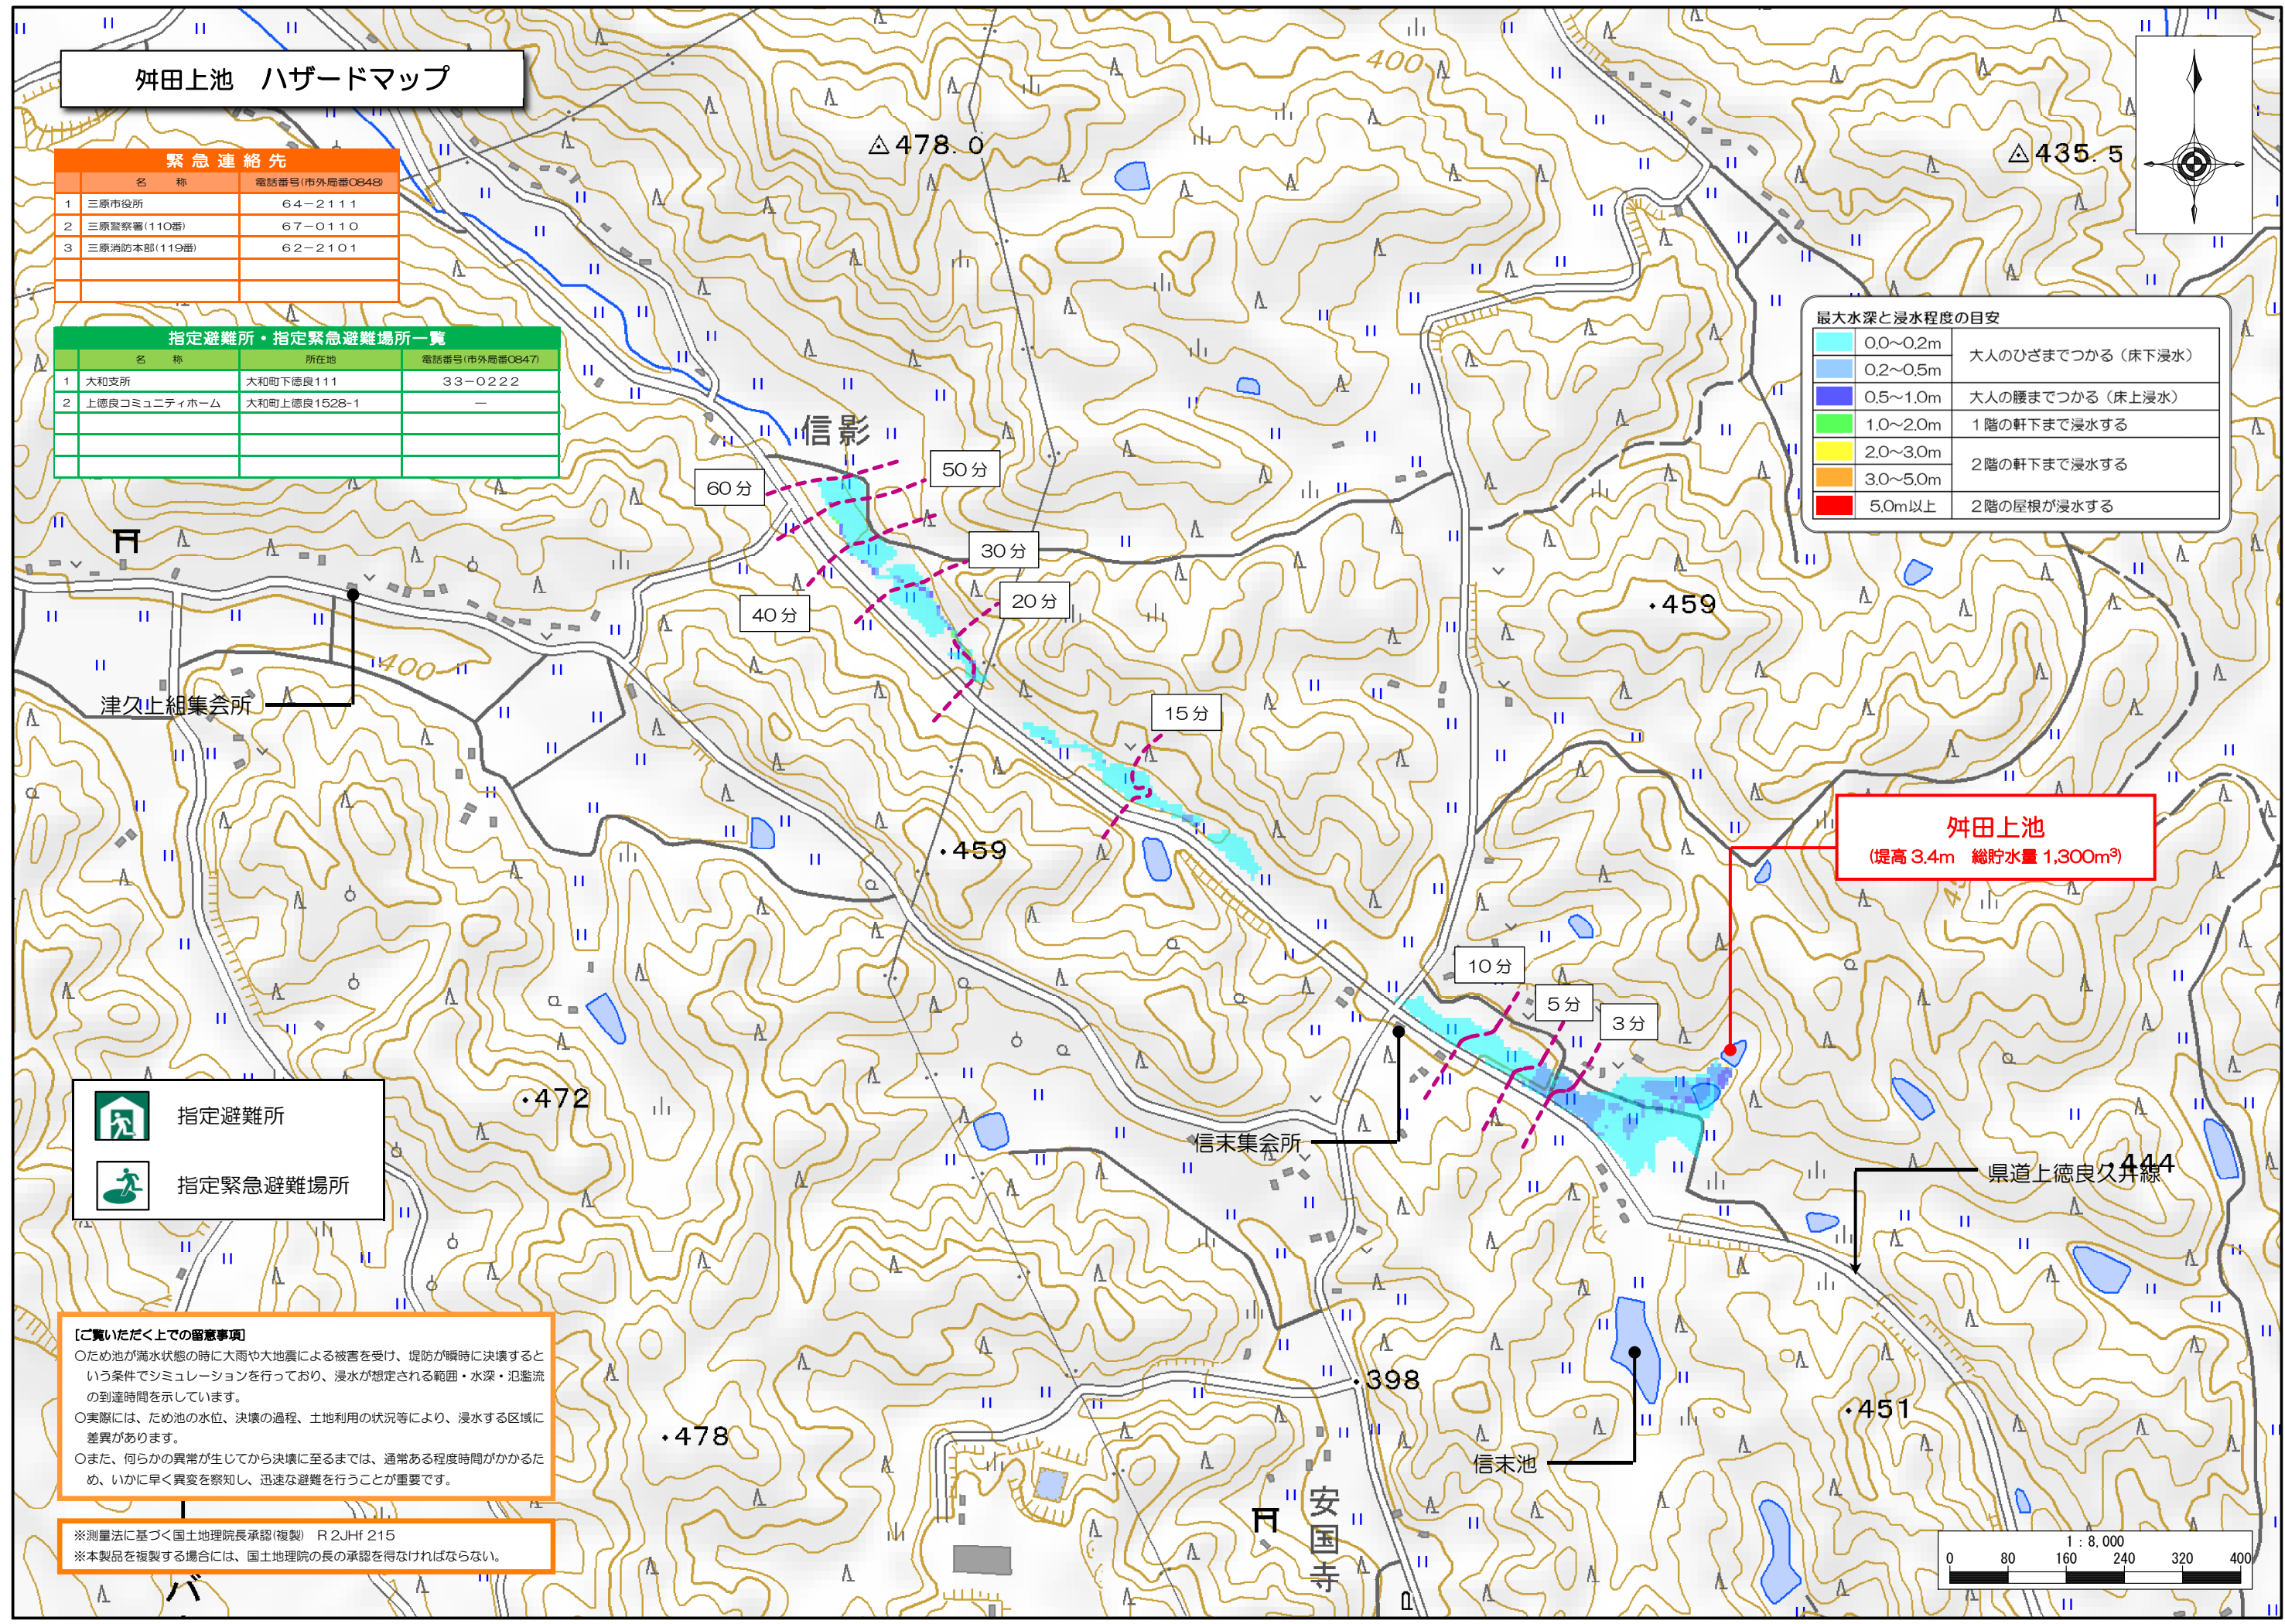 舛田上池　ハザードマップ
緊急連絡先
名　称　電話番号(市外局番0848)
1　三原市役所　64-2111
2　三原警察署(110番)　67-0110
3　三原消防本部(119番)　62-2101
指定避難所・指定緊急避難場所一覧
名　称　所在地　電話番号(市外局番0847)
1　大和支所　大和町下徳良111　33-0222
2　上徳良コミュニティホーム　大和町上徳良1528-1　―
400
478.0
435.5
最大水深と浸水程度の目安
0.0～0.2m　大人のひざまでつかる（床下浸水）
0.2～0.5m
0.5～1.0m　大人の腰までつかる（床上浸水）
1.0～2.0m　1階の軒下まで浸水する
2.0～3.0m　2階の軒下まで浸水する
3.0～5.0m
5.0m以上　2階の屋根が浸水する
信影
60分
50分
30分
40分
20分
15分
459
400
津久上組集会所
459
舛田上池
(堤高 3.4m　総貯水量 1,300m³)
10分
5分
3分
472
信末集会所
444
県道上徳良久井線
指定避難所
指定緊急避難場所
398
451
478
信末池
安国寺
[ご覧いただく上での留意事項]
○ため池が満水状態の時に大雨や大地震による被害を受け、堤防が瞬時に決壊すると
いう条件でシミュレーションを行っており、浸水が想定される範囲・水深・氾濫流
の到達時間を示しています。
○実際には、ため池の水位、決壊の過程、土地利用の状況等により、浸水する区域に
差異があります。
○また、何らかの異常が生じてから決壊に至るまでは、通常ある程度時間がかかるた
め、いかに早く異変を察知し、迅速な避難を行うことが重要です。
※測量法に基づく国土地理院長承認(複製)　R 2JHf 215
※本製品を複製する場合には、国土地理院の長の承認を得なければならない。
バ
1：8,000
0　80　160　240　320　400